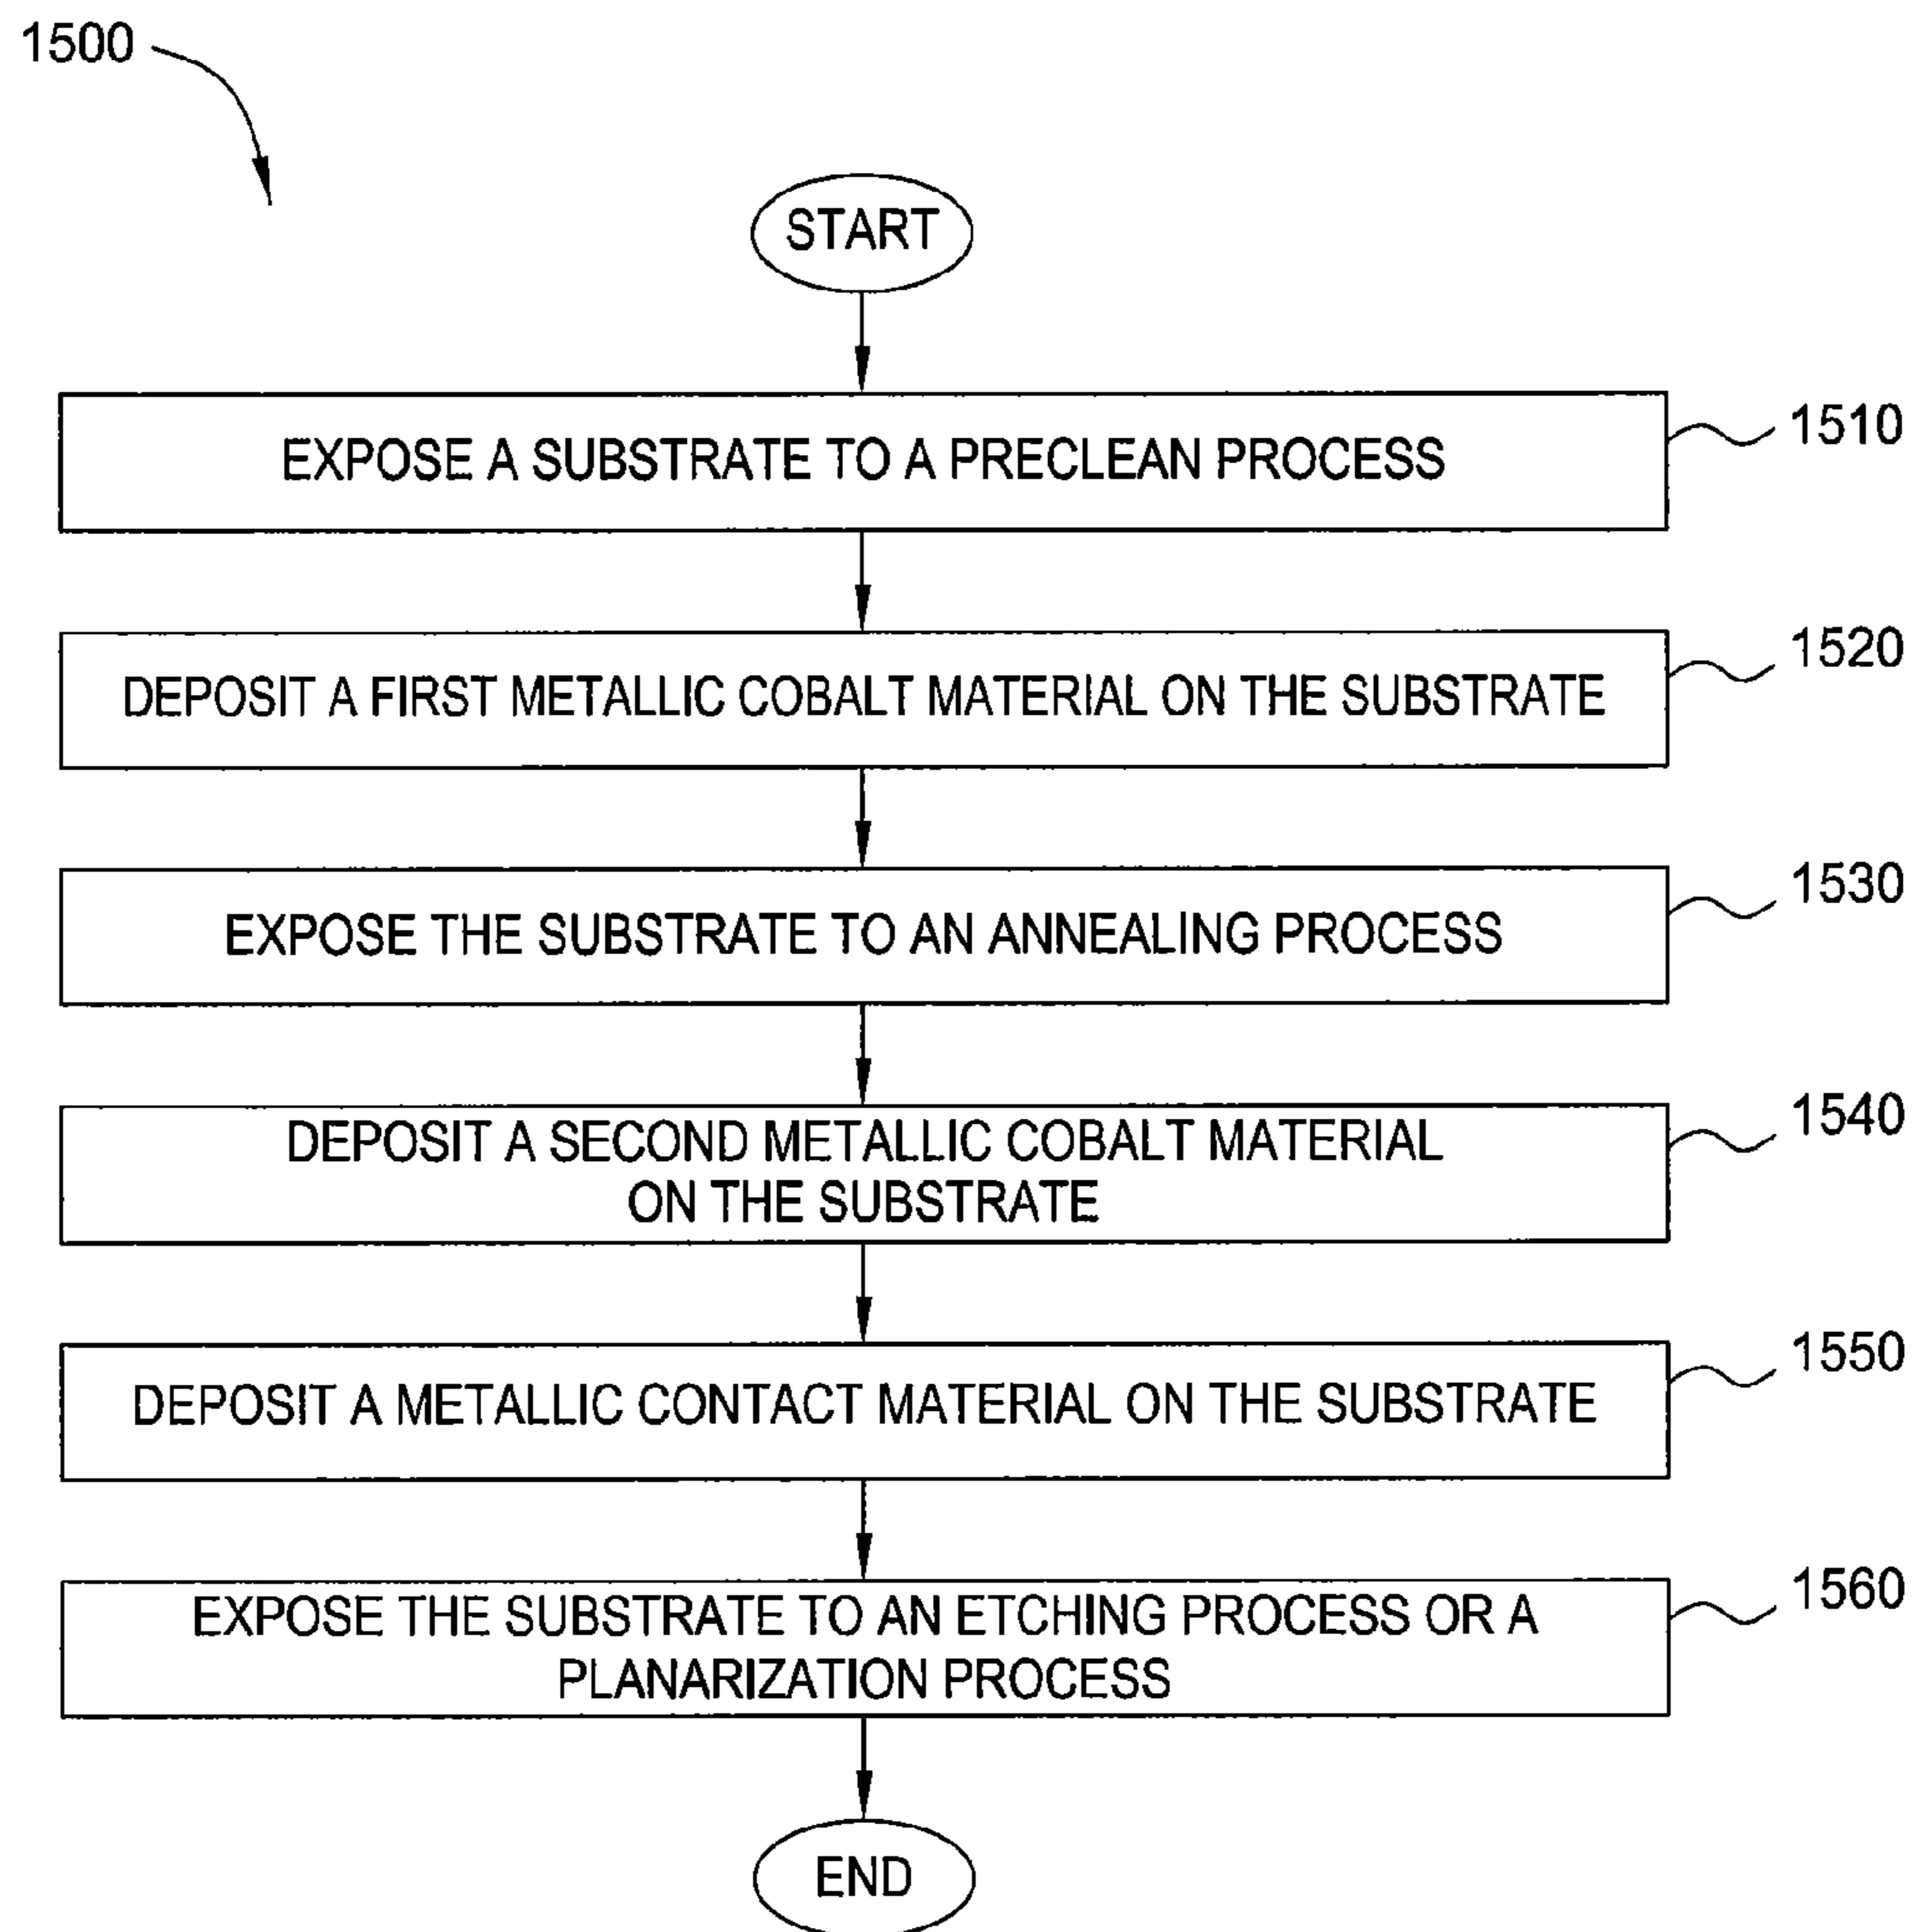 1500
START
EXPOSE A SUBSTRATE TO A PRECLEAN PROCESS
1510
DEPOSIT A FIRST METALLIC COBALT MATERIAL ON THE SUBSTRATE
1520
EXPOSE THE SUBSTRATE TO AN ANNEALING PROCESS
1530
DEPOSIT A SECOND METALLIC COBALT MATERIAL
ON THE SUBSTRATE
1540
DEPOSIT A METALLIC CONTACT MATERIAL ON THE SUBSTRATE
1550
EXPOSE THE SUBSTRATE TO AN ETCHING PROCESS OR A
PLANARIZATION PROCESS
1560
END